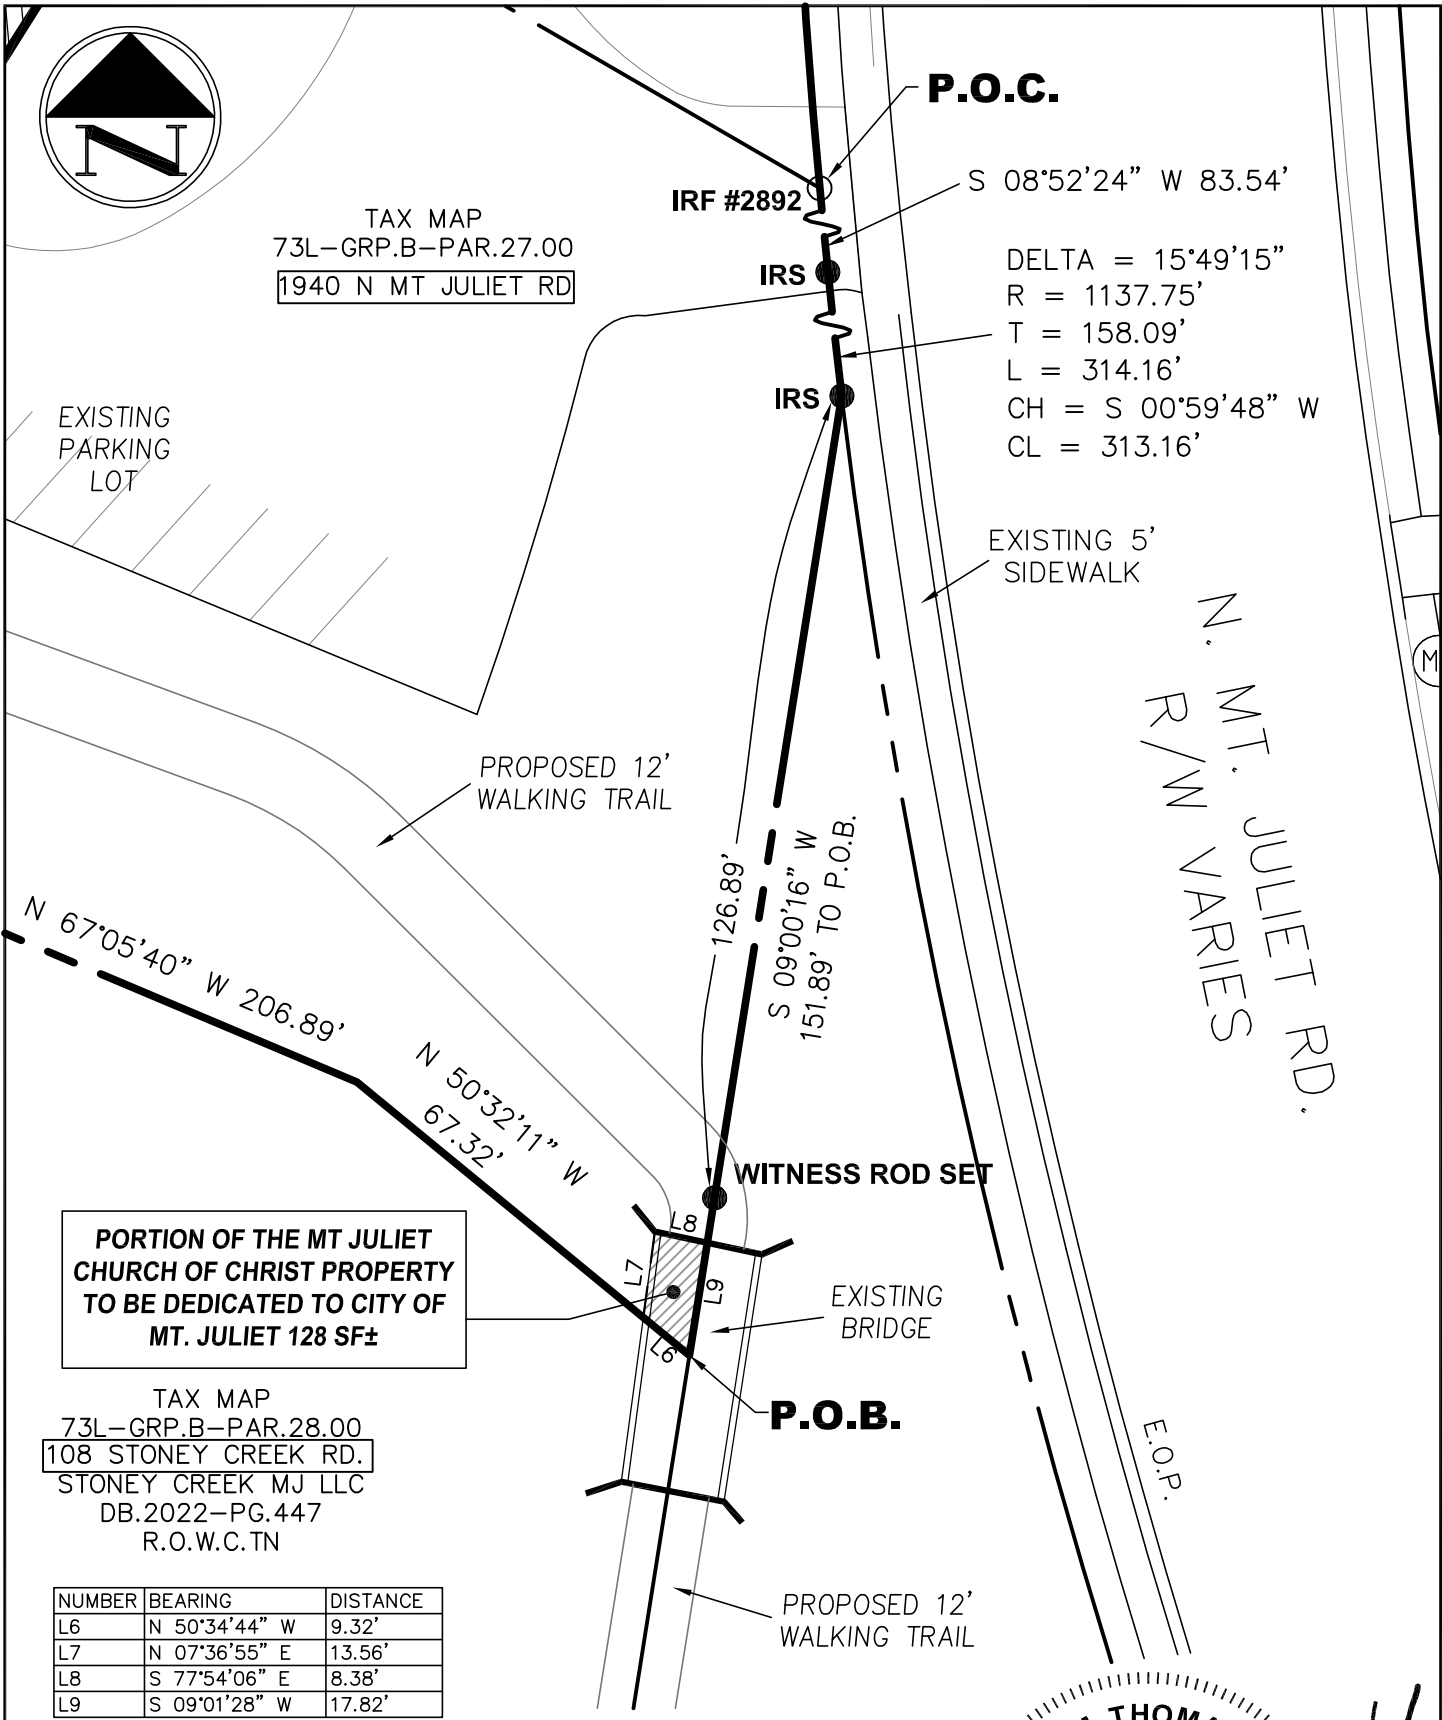 P.O.C.
IRF #2892
S 08°52'24" W 83.54'
N
TAX MAP
73L-GRP.B-PAR.27.00
1940 N MT JULIET RD
IRS
DELTA = 15°49'15"
R = 1137.75'
T = 158.09'
L = 314.16'
CH = S 00°59'48" W
CL = 313.16'
IRS
EXISTING
PARKING
LOT
EXISTING 5'
SIDEWALK
M
N. MT. JULIET RD.
R/W VARIES
PROPOSED 12'
WALKING TRAIL
126.89'
S 09°00'16" W
151.89' TO P.O.B.
N 67°05'40" W 206.89'
N 50°32'11" W
67.32'
WITNESS ROD SET
L8
L7
L9
L6
PORTION OF THE MT JULIET
CHURCH OF CHRIST PROPERTY
TO BE DEDICATED TO CITY OF
MT. JULIET 128 SF±
EXISTING
BRIDGE
P.O.B.
TAX MAP
73L-GRP.B-PAR.28.00
108 STONEY CREEK RD.
STONEY CREEK MJ LLC
DB.2022-PG.447
R.O.W.C.TN
E.O.P.
NUMBER BEARING DISTANCE
L6 N 50°34'44" W 9.32'
L7 N 07°36'55" E 13.56'
L8 S 77°54'06" E 8.38'
L9 S 09°01'28" W 17.82'
PROPOSED 12'
WALKING TRAIL